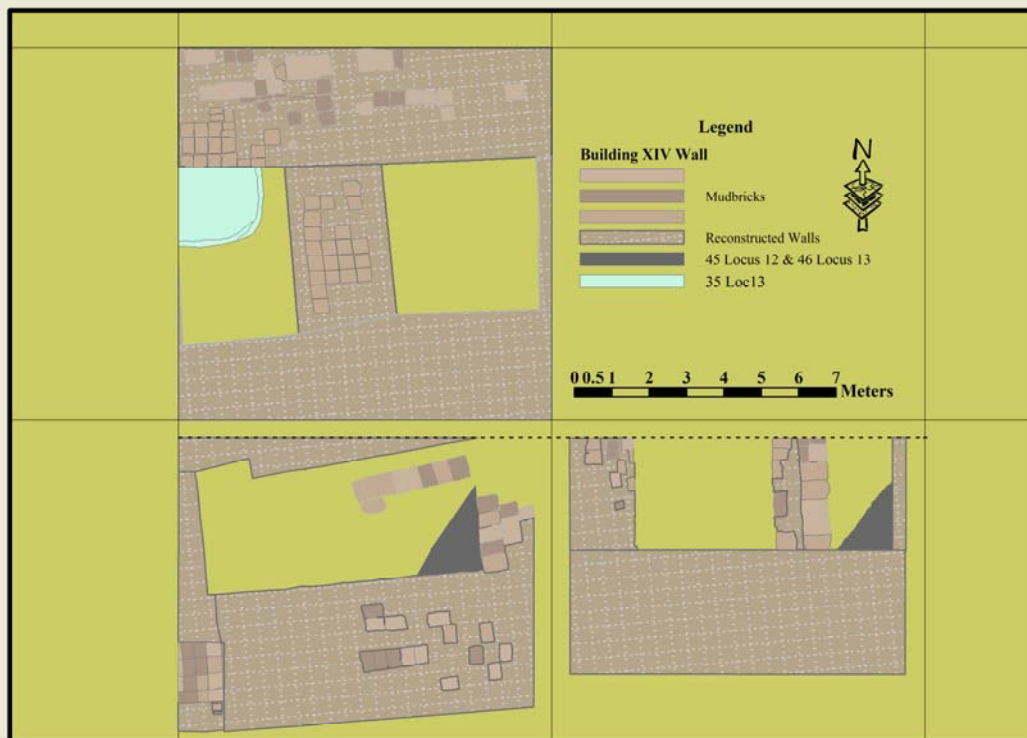 Legend
Building XIV Wall
N
Mudbricks
Reconstructed Walls
45 Locus 12 & 46 Locus 13
35 Loc13
0 0.5 1 2 3 4 5 6 7
Meters